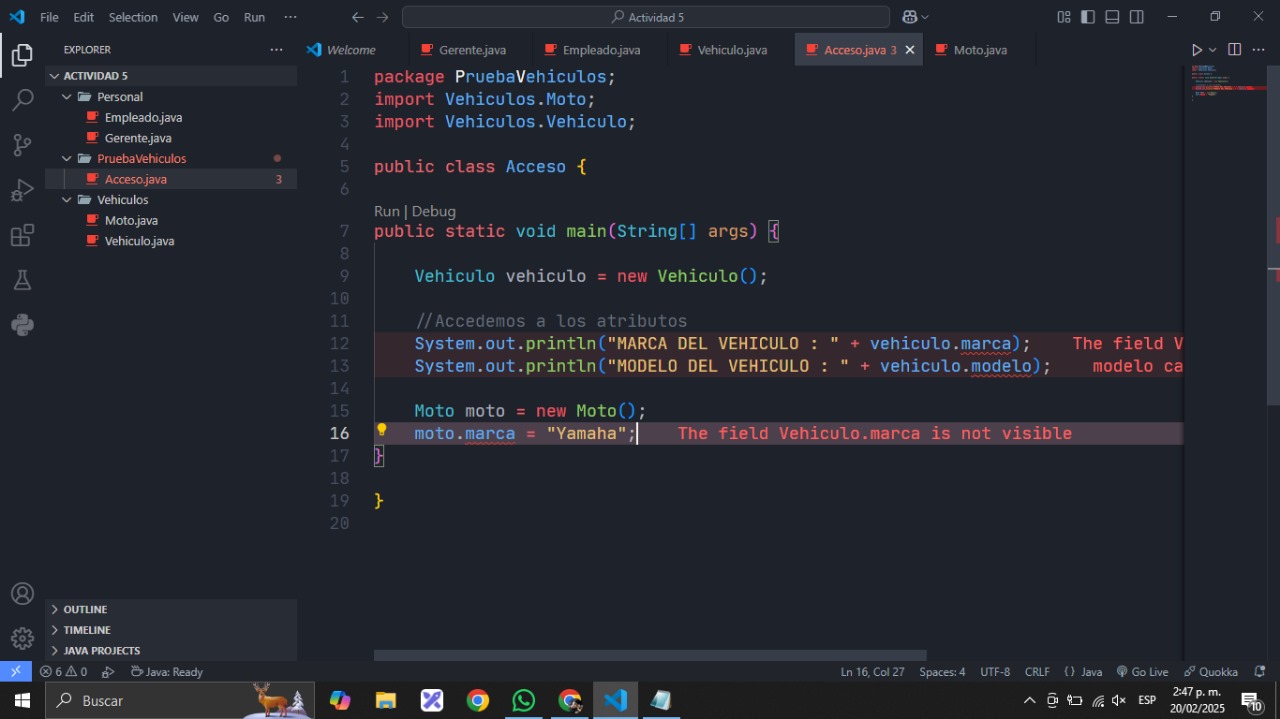 File Edit Selection View Go Run ··· Actividad 5
EXPLORER ···
Welcome Gerente.java Empleado.java Vehiculo.java Acceso.java 3 Moto.java
ACTIVIDAD 5
Personal
Empleado.java
Gerente.java
PruebaVehiculos
Acceso.java 3
Vehiculos
Moto.java
Vehiculo.java
OUTLINE
TIMELINE
JAVA PROJECTS
1 package PruebaVehiculos;
2 import Vehiculos.Moto;
3 import Vehiculos.Vehiculo;
4
5 public class Acceso {
6
Run | Debug
7 public static void main(String[] args) {
8
9 Vehiculo vehiculo = new Vehiculo();
10
11 //Accedemos a los atributos
12 System.out.println("MARCA DEL VEHICULO : " + vehiculo.marca); The field V
13 System.out.println("MODELO DEL VEHICULO : " + vehiculo.modelo); modelo ca
14
15 Moto moto = new Moto();
16 moto.marca = "Yamaha"; The field Vehiculo.marca is not visible
17 }
18
19 }
20
6 0 Java: Ready Ln 16, Col 27 Spaces: 4 UTF-8 CRLF {} Java Go Live Quokka
Buscar ESP 2:47 p. m.
20/02/2025 10